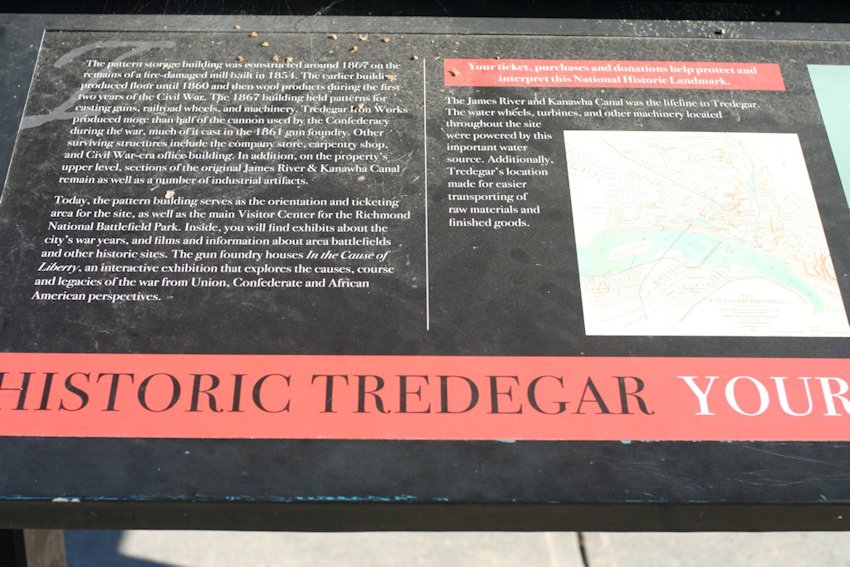 The pattern storage building was constructed around 1867 on the
remains of a fire-damaged mill built in 1854. The earlier building
produced flour until 1860 and then wool products during the first
two years of the Civil War. The 1867 building held patterns for
casting guns, railroad wheels, and machinery. Tredegar Iron Works
produced more than half of the cannon used by the Confederacy
during the war, much of it cast in the 1861 gun foundry. Other
surviving structures include the company store, carpentry shop,
and Civil War-era office building. In addition, on the property's
upper level, sections of the original James River & Kanawha Canal
remain as well as a number of industrial artifacts.
Today, the pattern building serves as the orientation and ticketing
area for the site, as well as the main Visitor Center for the Richmond
National Battlefield Park. Inside, you will find exhibits about the
city's war years, and films and information about area battlefields
and other historic sites. The gun foundry houses In the Cause of
Liberty, an interactive exhibition that explores the causes, course
and legacies of the war from Union, Confederate and African
American perspectives.
Your ticket, purchases and donations help protect and
interpret this National Historic Landmark.
The James River and Kanawha Canal was the lifeline to Tredegar.
The water wheels, turbines, and other machinery located
throughout the site
were powered by this
important water
source. Additionally,
Tredegar's location
made for easier
transporting of
raw materials and
finished goods.
HISTORIC TREDEGAR YOUR